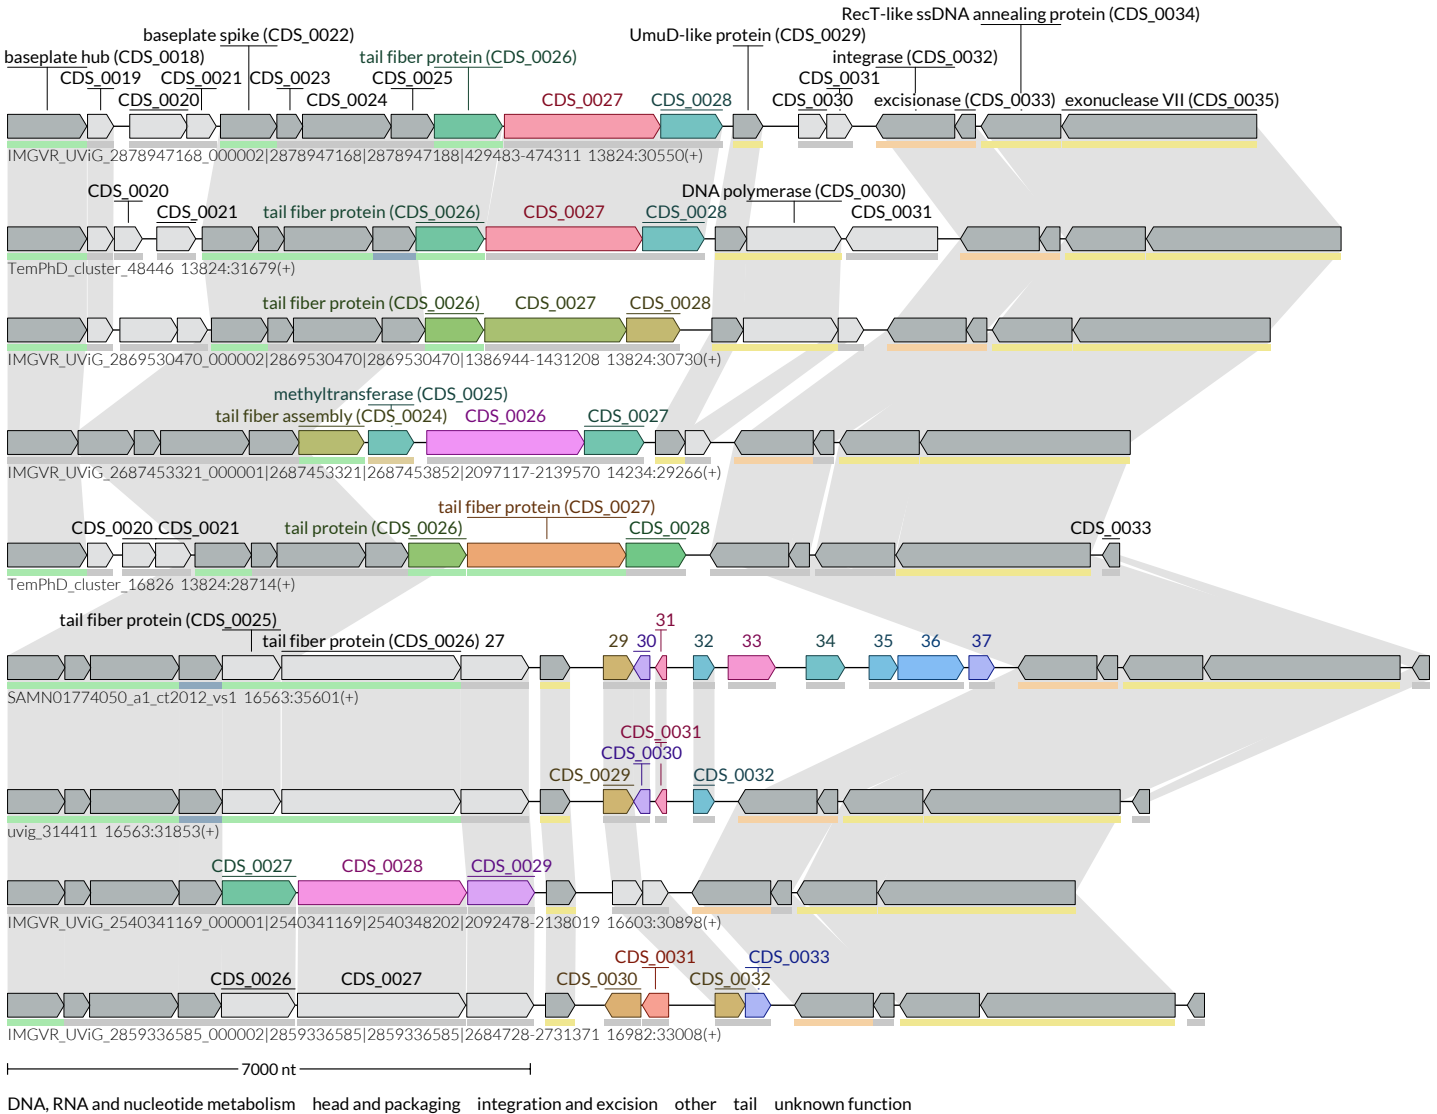 RecT-like ssDNA annealing protein (CDS_0034)
baseplate spike (CDS_0022) UmuD-like protein (CDS_0029)
baseplate hub (CDS_0018) tail fiber protein (CDS_0026) integrase (CDS_0032)
CDS_0019 CDS_0021 CDS_0023 CDS_0025 CDS_0031
CDS_0020 CDS_0024 CDS_0027 CDS_0028 CDS_0030 excisionase (CDS_0033) exonuclease VII (CDS_0035)
IMGVR_UViG_2878947168_000002|2878947168|2878947188|429483-474311 13824:30550(+)
CDS_0020 DNA polymerase (CDS_0030)
CDS_0021 tail fiber protein (CDS_0026) CDS_0027 CDS_0028 CDS_0031
TemPhD_cluster_48446 13824:31679(+)
tail fiber protein (CDS_0026) CDS_0027 CDS_0028
IMGVR_UViG_2869530470_000002|2869530470|2869530470|1386944-1431208 13824:30730(+)
methyltransferase (CDS_0025)
tail fiber assembly (CDS_0024) CDS_0026 CDS_0027
IMGVR_UViG_2687453321_000001|2687453321|2687453852|2097117-2139570 14234:29266(+)
tail fiber protein (CDS_0027)
CDS_0020 CDS_0021 tail protein (CDS_0026) CDS_0028 CDS_0033
TemPhD_cluster_16826 13824:28714(+)
tail fiber protein (CDS_0025) 31
tail fiber protein (CDS_0026) 27 29 30 32 33 34 35 36 37
SAMN01774050_a1_ct2012_vs1 16563:35601(+)
CDS_0031
CDS_0030
CDS_0029 CDS_0032
uvig_314411 16563:31853(+)
CDS_0027 CDS_0028 CDS_0029
IMGVR_UViG_2540341169_000001|2540341169|2540348202|2092478-2138019 16603:30898(+)
CDS_0031 CDS_0033
CDS_0026 CDS_0027 CDS_0030 CDS_0032
IMGVR_UViG_2859336585_000002|2859336585|2859336585|2684728-2731371 16982:33008(+)
7000 nt
DNA, RNA and nucleotide metabolism head and packaging integration and excision other tail unknown function